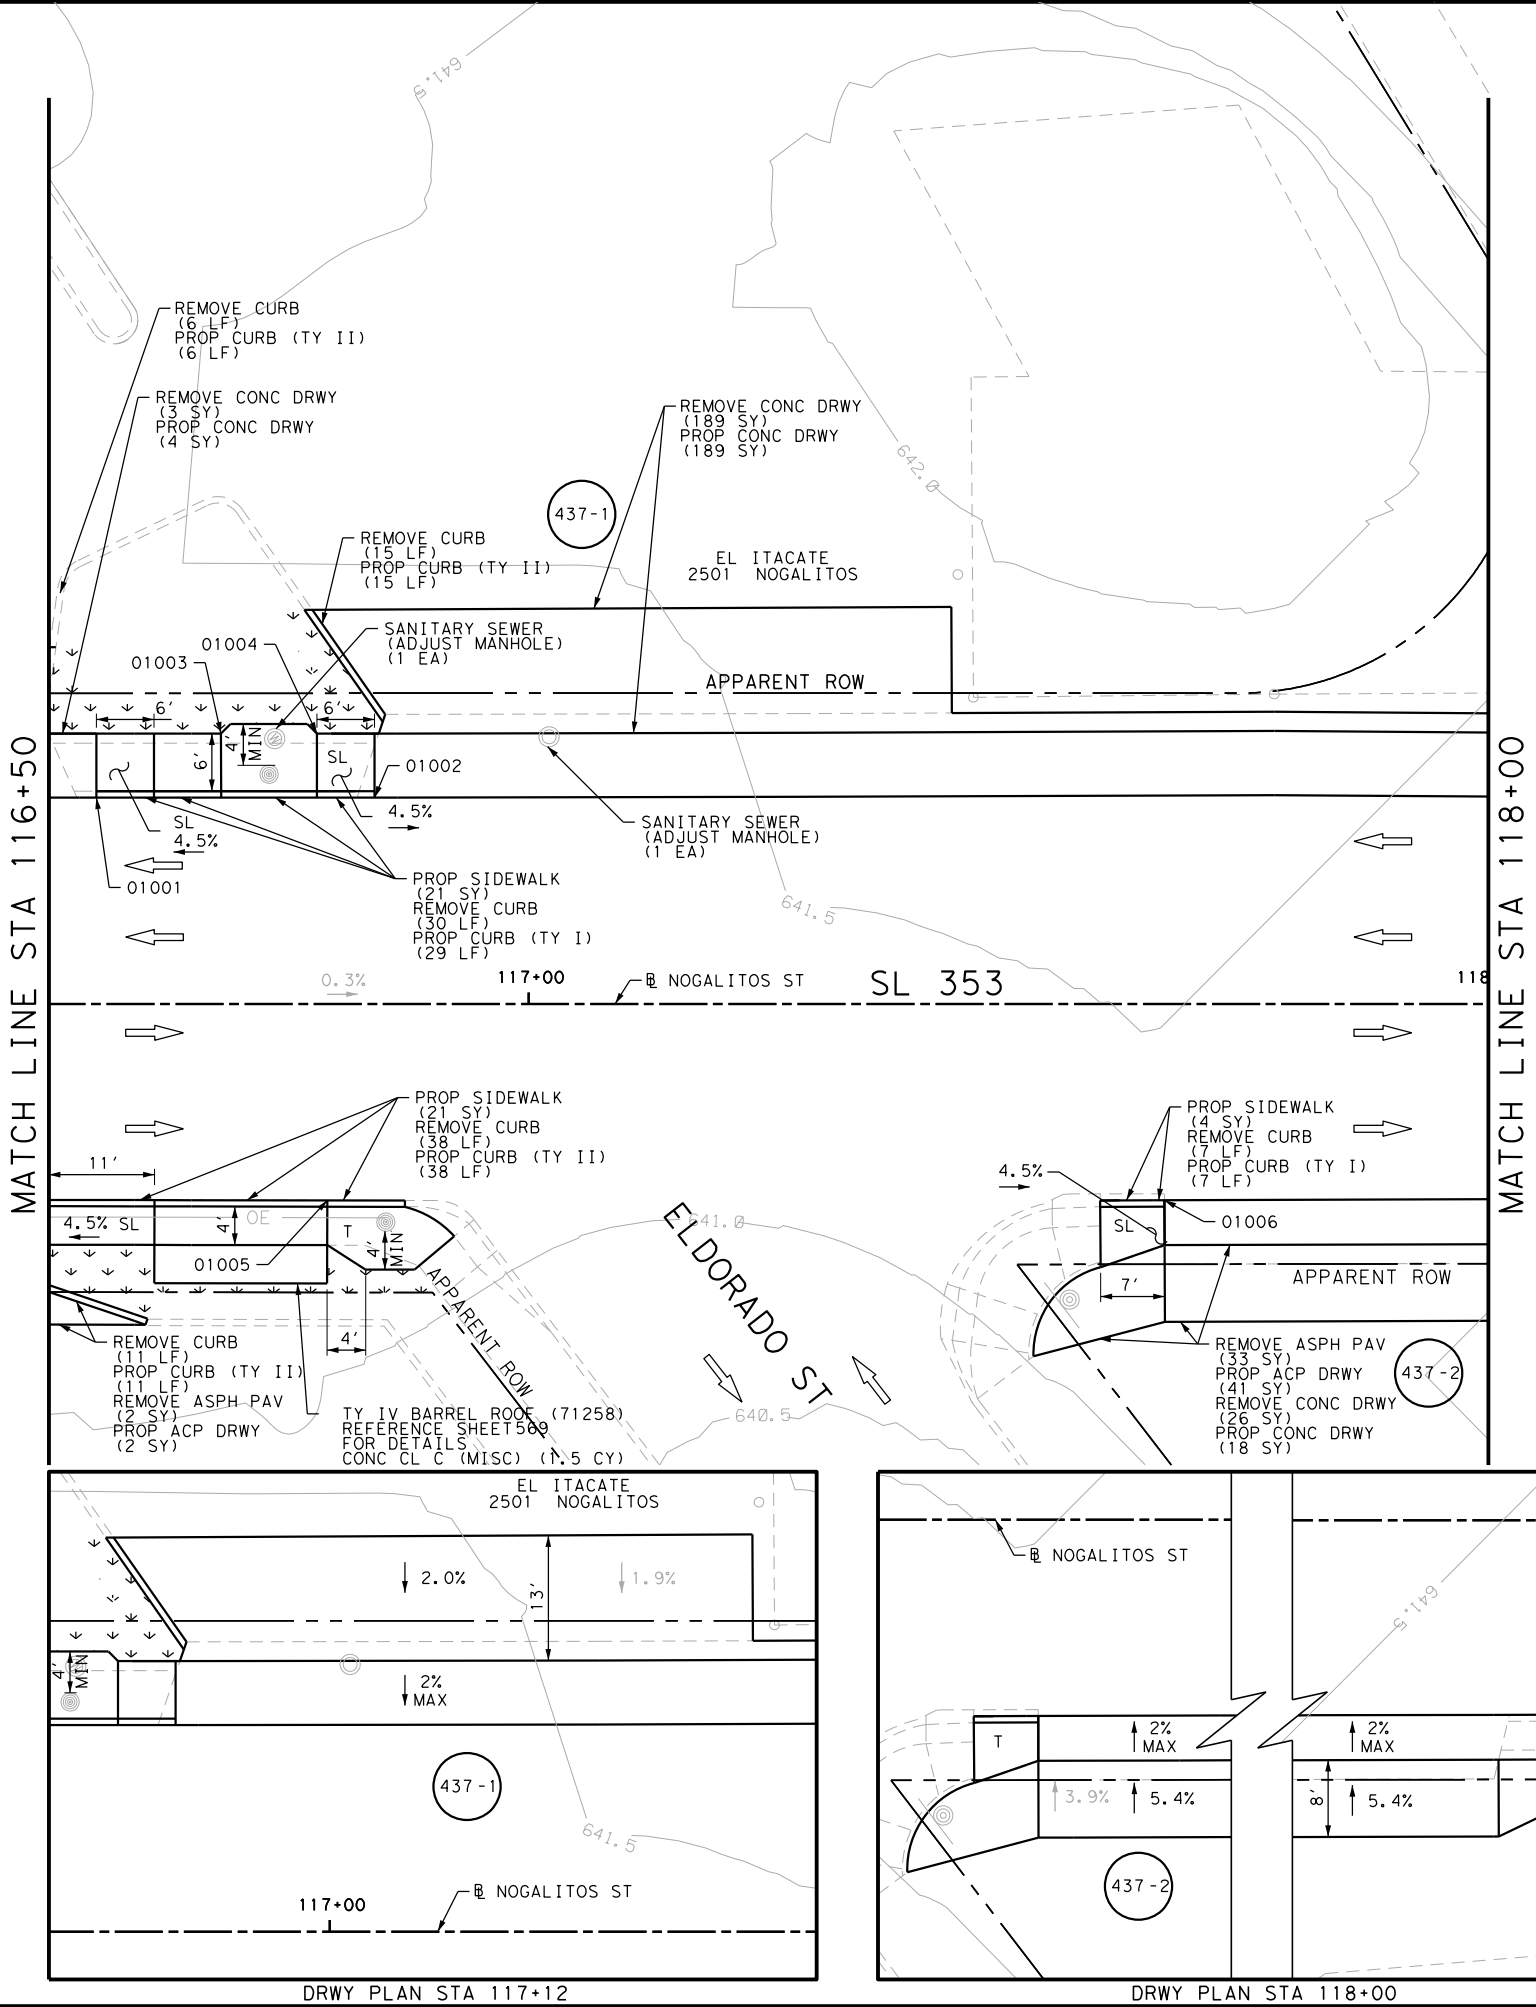 641.5
REMOVE CURB
(6 LF)
PROP CURB (TY II)
(6 LF)
REMOVE CONC DRWY
(3 SY)
PROP CONC DRWY
(4 SY)
REMOVE CONC DRWY
(189 SY)
PROP CONC DRWY
(189 SY)
642.0
437-1
REMOVE CURB
(15 LF)
PROP CURB (TY II)
(15 LF)
EL ITACATE
2501 NOGALITOS
SANITARY SEWER
(ADJUST MANHOLE)
(1 EA)
01004
01003
APPARENT ROW
6'
6'
4'
MIN
6'
SL
01002
4.5%
SL
4.5%
01001
SANITARY SEWER
(ADJUST MANHOLE)
(1 EA)
PROP SIDEWALK
(21 SY)
REMOVE CURB
(30 LF)
PROP CURB (TY I)
(29 LF)
641.5
MATCH LINE STA 116+50
MATCH LINE STA 118+00
0.3%
117+00
BL NOGALITOS ST
SL 353
118
PROP SIDEWALK
(21 SY)
REMOVE CURB
(38 LF)
PROP CURB (TY II)
(38 LF)
PROP SIDEWALK
(4 SY)
REMOVE CURB
(7 LF)
PROP CURB (TY I)
(7 LF)
11'
4.5%
4.5% SL
4'
OE
T
4'
MIN
01005
641.0
SL
01006
APPARENT ROW
7'
APPARENT ROW
ELDORADO ST
4'
REMOVE CURB
(11 LF)
PROP CURB (TY II)
(11 LF)
REMOVE ASPH PAV
(2 SY)
PROP ACP DRWY
(2 SY)
TY IV BARREL ROOF (71258)
REFERENCE SHEET 569
FOR DETAILS
CONC CL C (MISC) (1.5 CY)
640.5
REMOVE ASPH PAV
(33 SY)
PROP ACP DRWY
(41 SY)
REMOVE CONC DRWY
(26 SY)
PROP CONC DRWY
(18 SY)
437-2
EL ITACATE
2501 NOGALITOS
2.0%
13'
1.9%
4'
MIN
2%
MAX
437-1
641.5
117+00
BL NOGALITOS ST
DRWY PLAN STA 117+12
BL NOGALITOS ST
641.5
T
2%
MAX
2%
MAX
3.9%
5.4%
8'
5.4%
437-2
DRWY PLAN STA 118+00